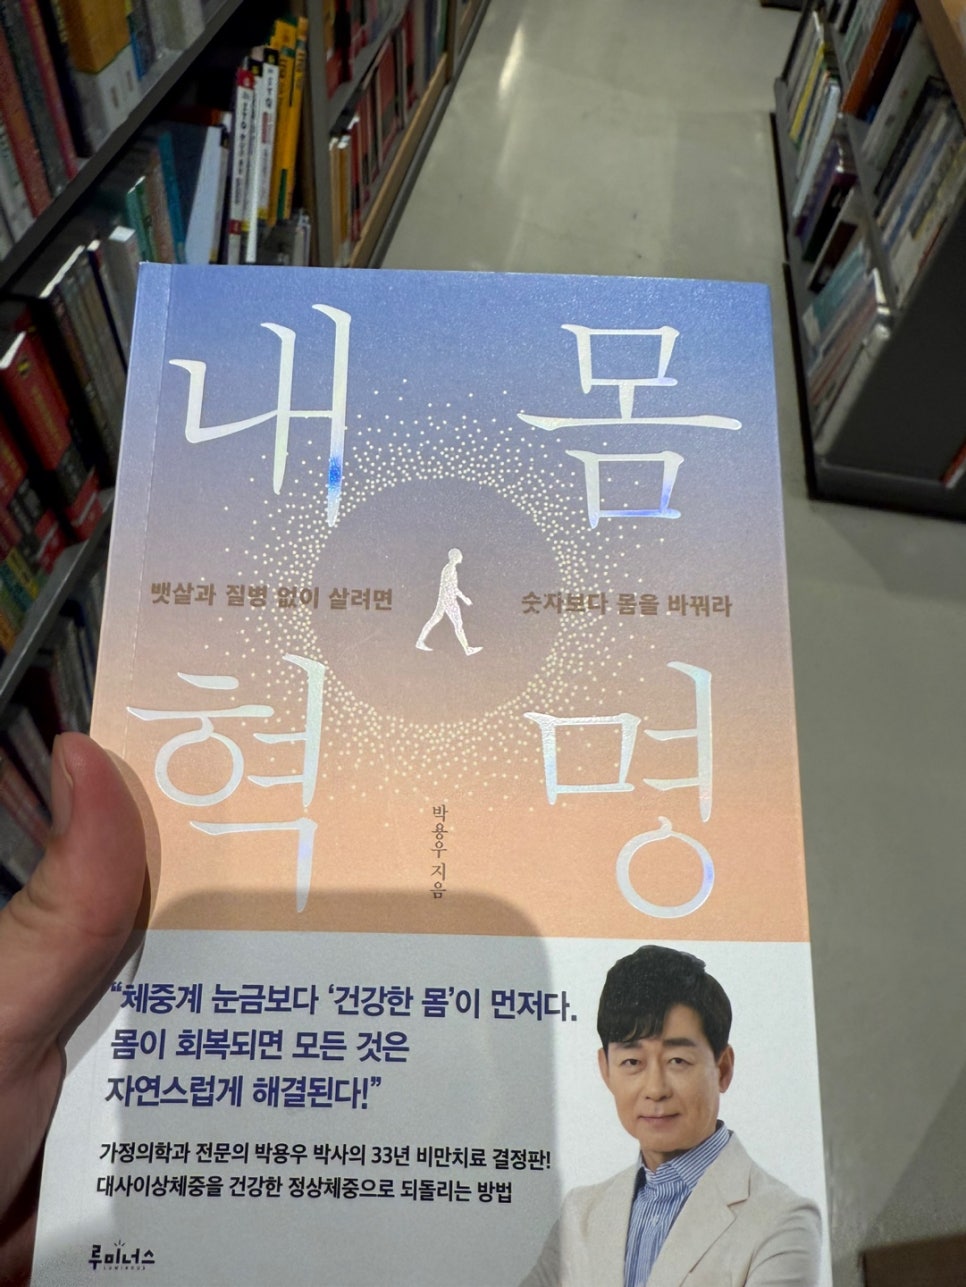 내 몸
뱃살과 질병 없이 살려면 숫자보다 몸을 바꿔라
혁 명
박용우 지음
“체중계 눈금보다 ‘건강한 몸’이 먼저다.
몸이 회복되면 모든 것은
자연스럽게 해결된다!”
가정의학과 전문의 박용우 박사의 33년 비만치료 결정판!
대사이상체중을 건강한 정상체중으로 되돌리는 방법
루미너스
LUMINOUS